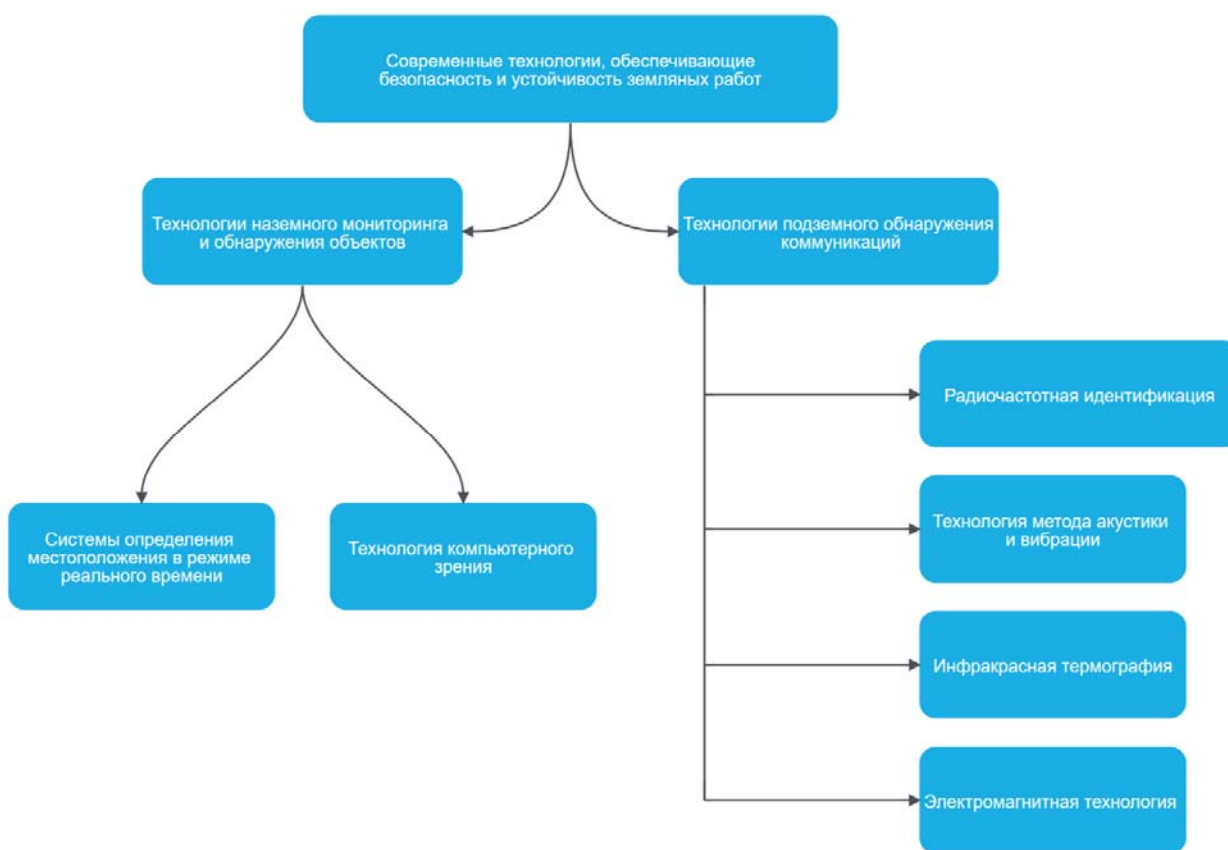 Современные технологии, обеспечивающие
безопасность и устойчивость земляных работ
Технологии наземного мониторинга
и обнаружения объектов
Технологии подземного обнаружения
коммуникаций
Системы определения
местоположения в режиме
реального времени
Технология компьютерного
зрения
Радиочастотная идентификация
Технология метода акустики
и вибрации
Инфракрасная термография
Электромагнитная технология